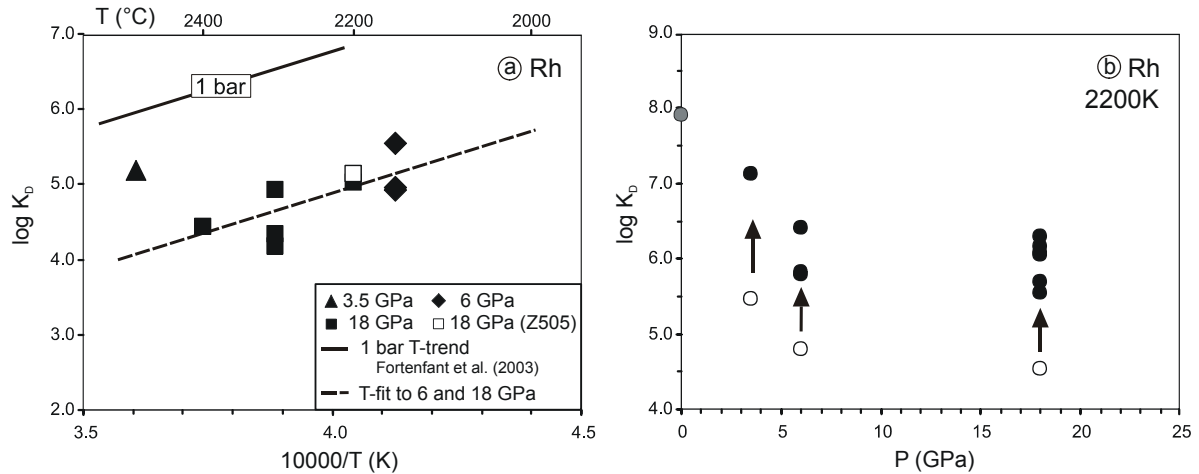 T (°C)
2400 2200 2000
7.0
6.0
5.0
4.0
3.0
2.0
log K_D
ⓐ Rh
1 bar
3.5 GPa 6 GPa
18 GPa 18 GPa (Z505)
1 bar T-trend
Fortenfant et al. (2003)
T-fit to 6 and 18 GPa
3.5 4.0 4.5
10000/T (K)
9.0
8.0
7.0
6.0
5.0
4.0
log K_D
ⓑ Rh
2200K
0 5 10 15 20 25
P (GPa)